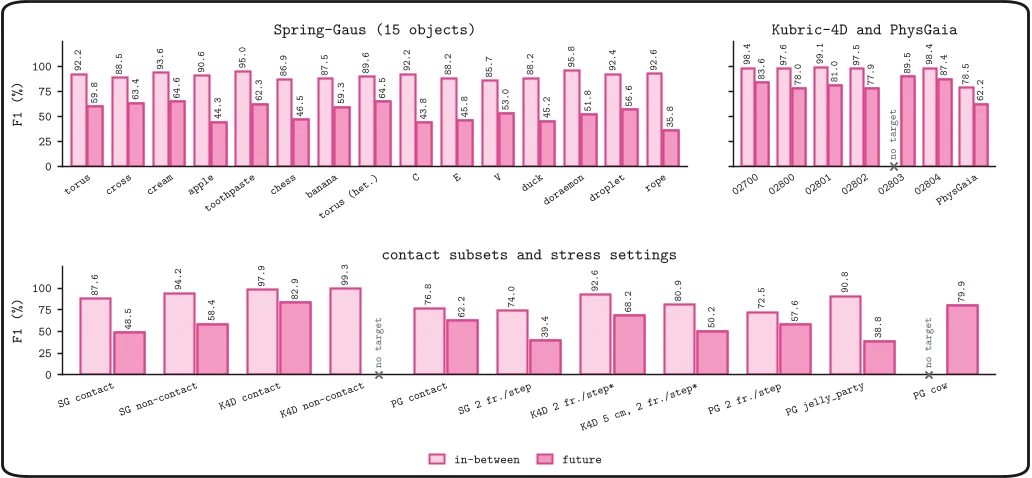 Spring-Gaus (15 objects)
F1 (%)
100
75
50
25
0
92.2 59.8 88.5 63.4 93.6 64.6 90.6 44.3 95.0 62.3 86.9 46.5 87.5 59.3 89.6 64.5 92.2 43.8 88.2 45.8 85.7 53.0 88.2 45.2 95.8 51.8 92.4 56.6 92.6 35.8
torus cross cream apple toothpaste chess banana torus (het.) C E V duck doraemon droplet rope
Kubric-4D and PhysGaia
98.4 83.6 97.6 78.0 99.1 81.0 97.5 77.9 no target 89.5 98.4 87.4 78.5 62.2
02700 02800 02801 02802 02803 02804 PhysGaia
contact subsets and stress settings
F1 (%)
100
75
50
25
0
87.6 48.5 94.2 58.4 97.9 82.9 99.3 no target 76.8 62.2 74.0 39.4 92.6 68.2 80.9 50.2 72.5 57.6 90.8 38.8 no target 79.9
SG contact SG non-contact K4D contact K4D non-contact PG contact SG 2 fr./step K4D 2 fr./step* K4D 5 cm, 2 fr./step* PG 2 fr./step PG jelly_party PG cow
in-between future